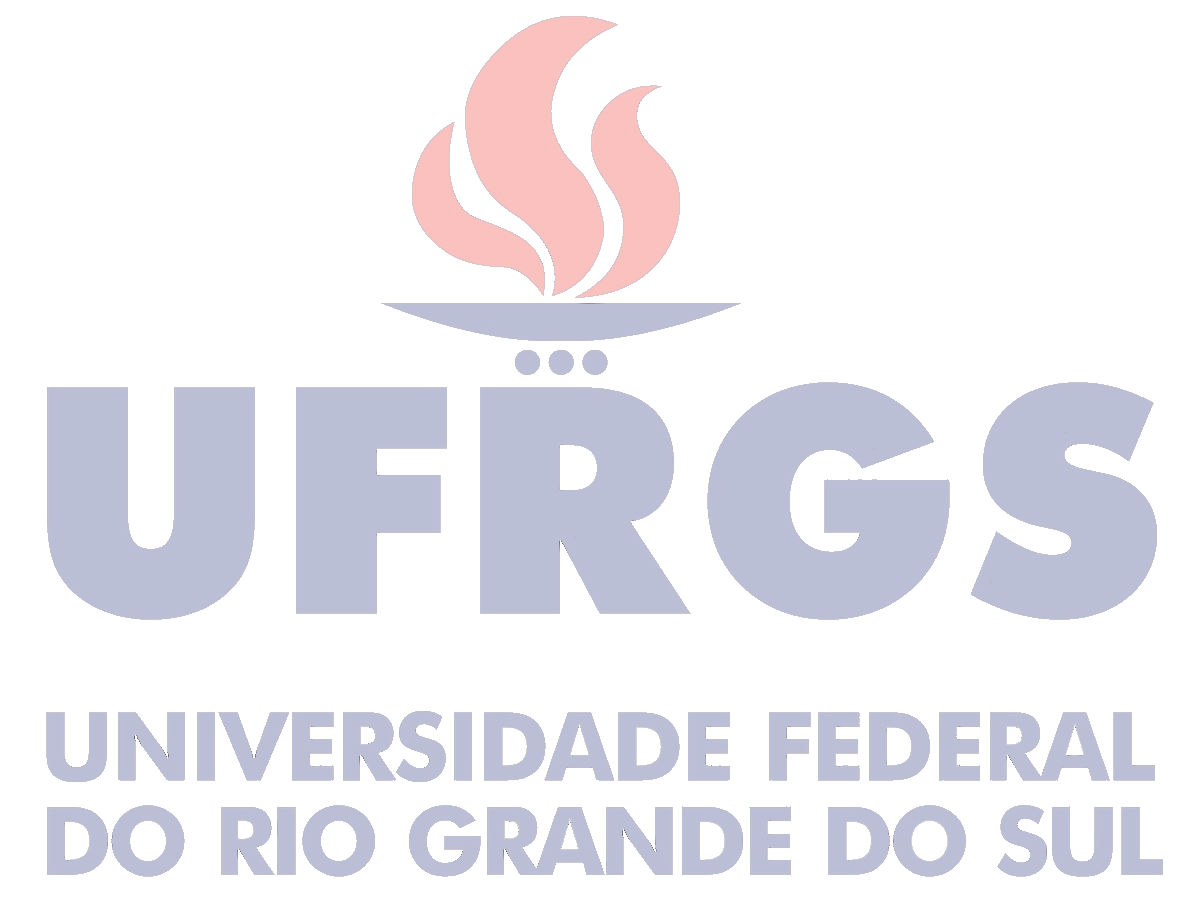 UFRGS
UNIVERSIDADE FEDERAL
DO RIO GRANDE DO SUL